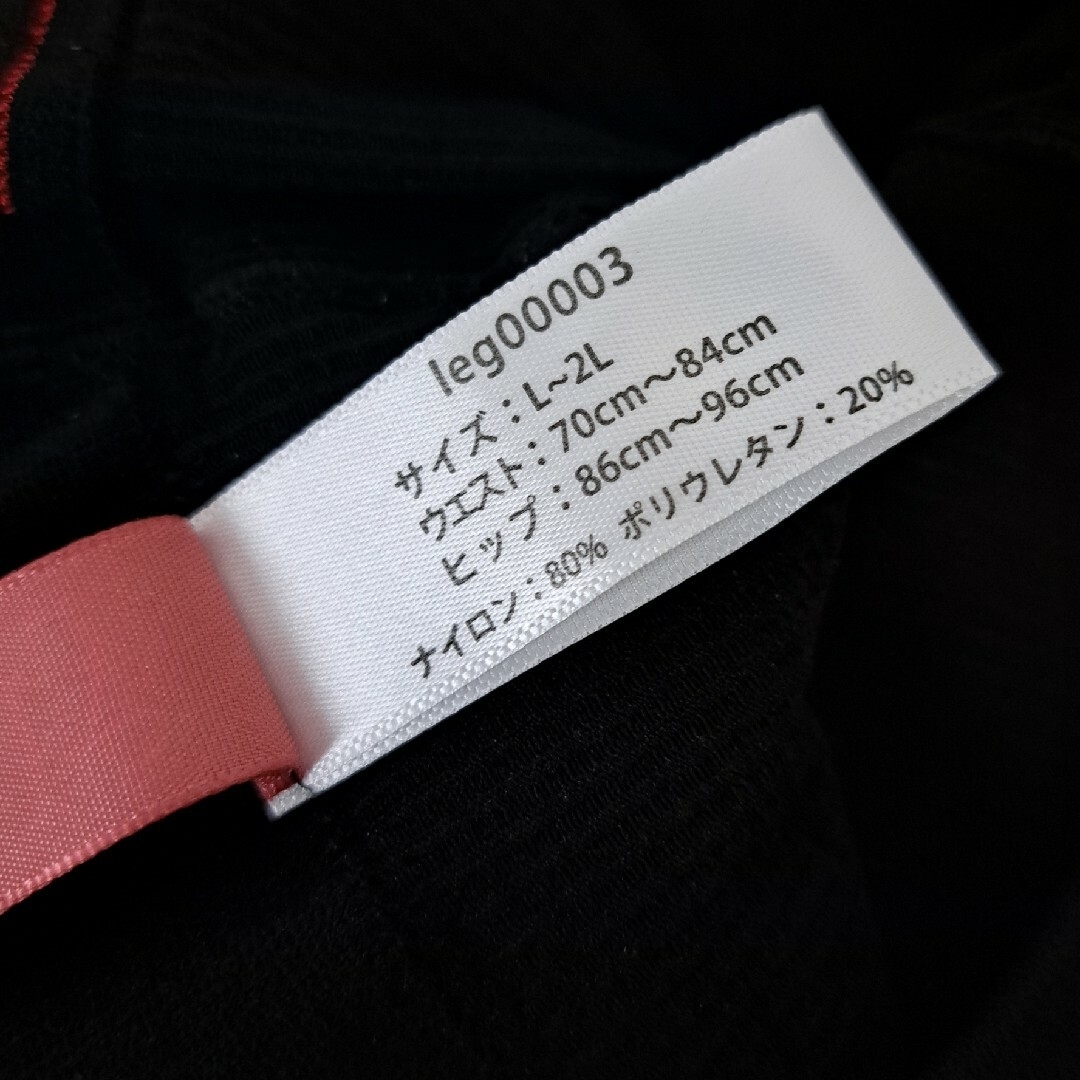 leg00003
サイズ：L~2L
ウエスト：70cm～84cm
ヒップ：86cm～96cm
ナイロン：80% ポリウレタン：20%